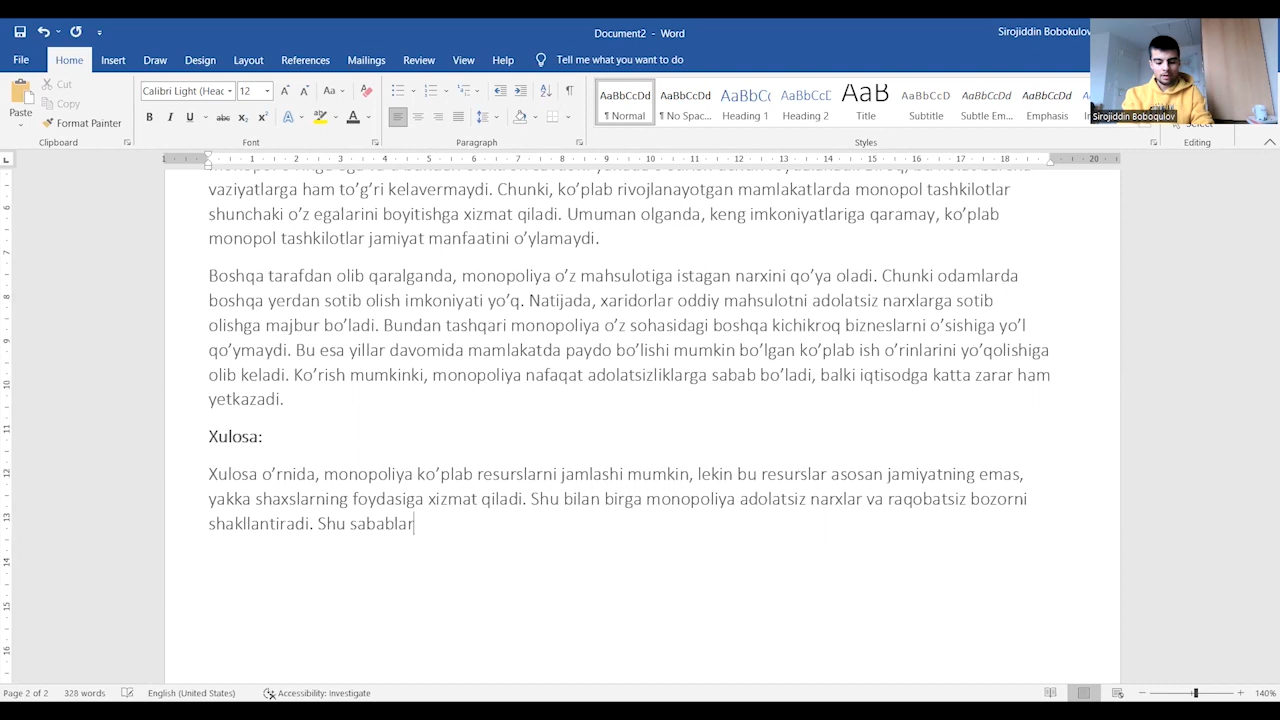 Document2 - Word
Sirojiddin Bobokulov
File Home Insert Draw Design Layout References Mailings Review View Help Tell me what you want to do
Paste
Cut
Copy
Format Painter
Clipboard
Calibri Light (Head 12
Font
Paragraph
AaBbCcDd AaBbCcDd AaBbC AaBbCcE AaB AaBbCcD AaBbCcDd AaBbCcDd
¶ Normal ¶ No Spac... Heading 1 Heading 2 Title Subtitle Subtle Em... Emphasis
Styles
Editing
Sirojiddin Boboqulov
vaziyatlarga ham to’g’ri kelavermaydi. Chunki, ko’plab rivojlanayotgan mamlakatlarda monopol tashkilotlar
shunchaki o’z egalarini boyitishga xizmat qiladi. Umuman olganda, keng imkoniyatlariga qaramay, ko’plab
monopol tashkilotlar jamiyat manfaatini o’ylamaydi.
Boshqa tarafdan olib qaralganda, monopoliya o’z mahsulotiga istagan narxini qo’ya oladi. Chunki odamlarda
boshqa yerdan sotib olish imkoniyati yo’q. Natijada, xaridorlar oddiy mahsulotni adolatsiz narxlarga sotib
olishga majbur bo’ladi. Bundan tashqari monopoliya o’z sohasidagi boshqa kichikroq bizneslarni o’sishiga yo’l
qo’ymaydi. Bu esa yillar davomida mamlakatda paydo bo’lishi mumkin bo’lgan ko’plab ish o’rinlarini yo’qolishiga
olib keladi. Ko’rish mumkinki, monopoliya nafaqat adolatsizliklarga sabab bo’ladi, balki iqtisodga katta zarar ham
yetkazadi.
Xulosa:
Xulosa o’rnida, monopoliya ko’plab resurslarni jamlashi mumkin, lekin bu resurslar asosan jamiyatning emas,
yakka shaxslarning foydasiga xizmat qiladi. Shu bilan birga monopoliya adolatsiz narxlar va raqobatsiz bozorni
shakllantiradi. Shu sabablar
Page 2 of 2 328 words English (United States) Accessibility: Investigate 140%